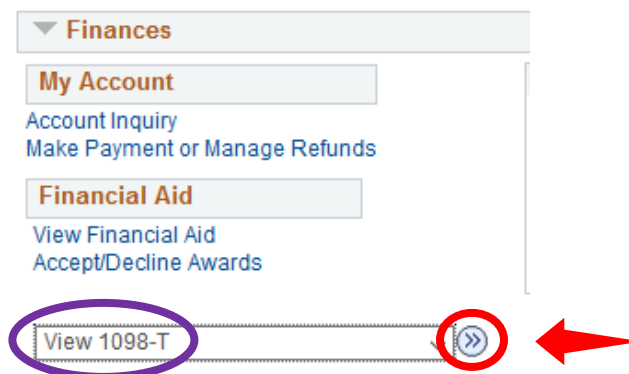 Finances
My Account
Account Inquiry
Make Payment or Manage Refunds
Financial Aid
View Financial Aid
Accept/Decline Awards
View 1098-T